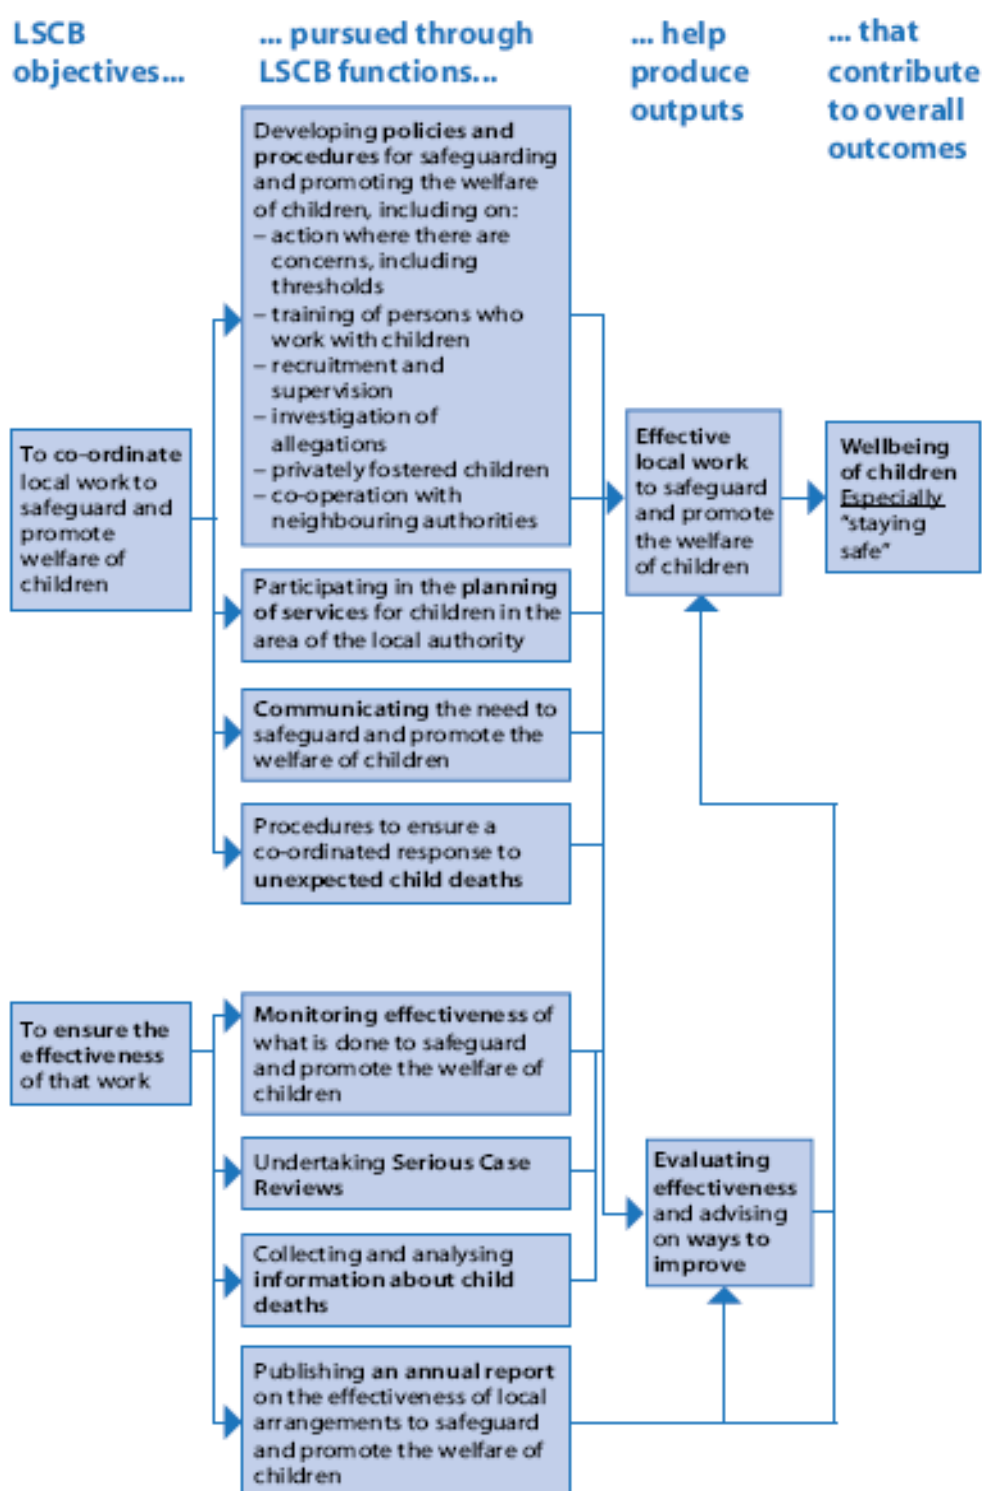 LSCB
objectives...
... pursued through
LSCB functions...
... help
produce
outputs
... that
contribute
to overall
outcomes
Developing policies and
procedures for safeguarding
and promoting the welfare
of children, including on:
– action where there are
concerns, including
thresholds
– training of persons who
work with children
– recruitment and
supervision
– investigation of
allegations
– privately fostered children
– co-operation with
neighbouring authorities
To co-ordinate
local work to
safeguard and
promote
welfare of
children
Effective
local work
to safeguard
and promote
the welfare
of children
Wellbeing
of children
Especially
"staying
safe"
Participating in the planning
of services for children in the
area of the local authority
Communicating the need to
safeguard and promote the
welfare of children
Procedures to ensure a
co-ordinated response to
unexpected child deaths
To ensure the
effectiveness
of that work
Monitoring effectiveness of
what is done to safeguard
and promote the welfare of
children
Undertaking Serious Case
Reviews
Evaluating
effectiveness
and advising
on ways to
improve
Collecting and analysing
information about child
deaths
Publishing an annual report
on the effectiveness of local
arrangements to safeguard
and promote the welfare of
children